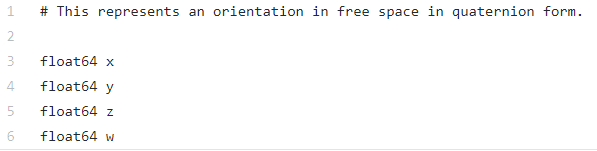 1 # This represents an orientation in free space in quaternion form.
2
3 float64 x
4 float64 y
5 float64 z
6 float64 w